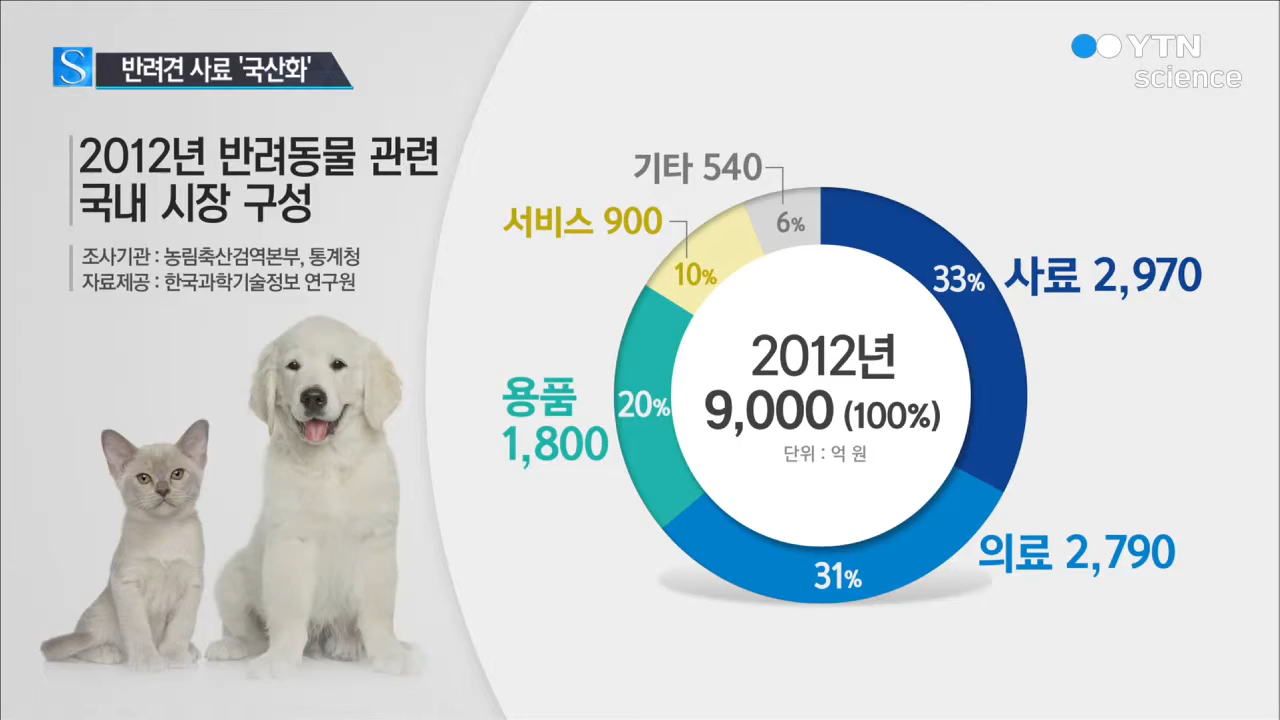 S 반려견 사료 '국산화'
YTN
science
2012년 반려동물 관련
국내 시장 구성
조사기관 : 농림축산검역본부, 통계청
자료제공 : 한국과학기술정보 연구원
기타 540
6%
서비스 900
10%
33% 사료 2,970
용품
1,800
20%
2012년
9,000 (100%)
단위 : 억 원
31%
의료 2,790